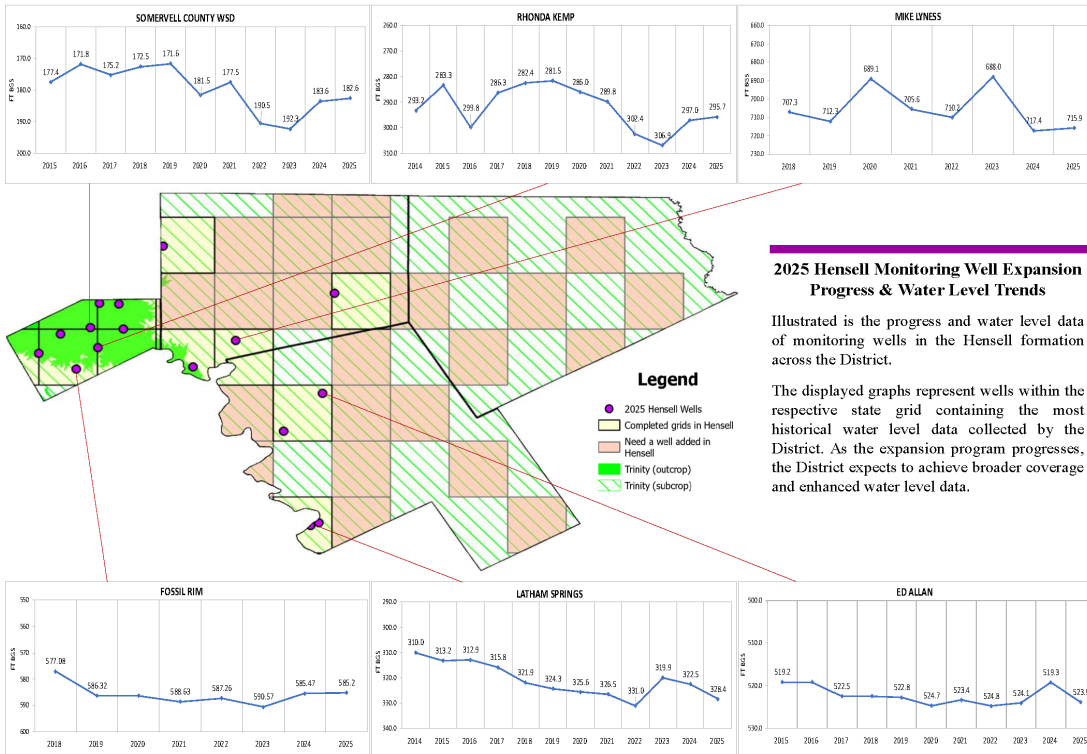 SOMERVELL COUNTY WSD
160.0
170.0
180.0
190.0
200.0
FT BGS
177.4
171.8
175.2
172.5
171.6
181.5
177.5
190.5
192.3
183.6
182.6
2015 2016 2017 2018 2019 2020 2021 2022 2023 2024 2025
RHONDA KEMP
260.0
270.0
280.0
290.0
300.0
310.0
FT BGS
293.2
283.3
299.8
286.3
282.4
281.5
286.0
289.8
302.4
306.9
297.0
295.7
2014 2015 2016 2017 2018 2019 2020 2021 2022 2023 2024 2025
MIKE LYNESS
660.0
670.0
680.0
690.0
700.0
710.0
720.0
730.0
FT BGS
707.3
712.3
689.1
705.6
710.2
688.0
717.4
715.9
2018 2019 2020 2021 2022 2023 2024 2025
2025 Hensell Monitoring Well Expansion
Progress & Water Level Trends
Illustrated is the progress and water level data
of monitoring wells in the Hensell formation
across the District.
The displayed graphs represent wells within the
respective state grid containing the most
historical water level data collected by the
District. As the expansion program progresses,
the District expects to achieve broader coverage
and enhanced water level data.
Legend
2025 Hensell Wells
Completed grids in Hensell
Need a well added in
Hensell
Trinity (outcrop)
Trinity (subcrop)
FOSSIL RIM
550
560
570
580
590
600
FT BGS
577.08
586.32
588.63
587.26
590.57
585.47
585.2
2018 2019 2020 2021 2022 2023 2024 2025
LATHAM SPRINGS
290.0
300.0
310.0
320.0
330.0
340.0
FT BGS
310.0
313.2
312.9
315.8
321.9
324.3
325.6
326.5
331.0
319.9
322.5
328.4
2014 2015 2016 2017 2018 2019 2020 2021 2022 2023 2024 2025
ED ALLAN
500.0
510.0
520.0
530.0
FT BGS
519.2
522.5
522.8
524.7
523.4
524.8
524.1
519.3
2015 2016 2017 2018 2019 2020 2021 2022 2023 2024 2025